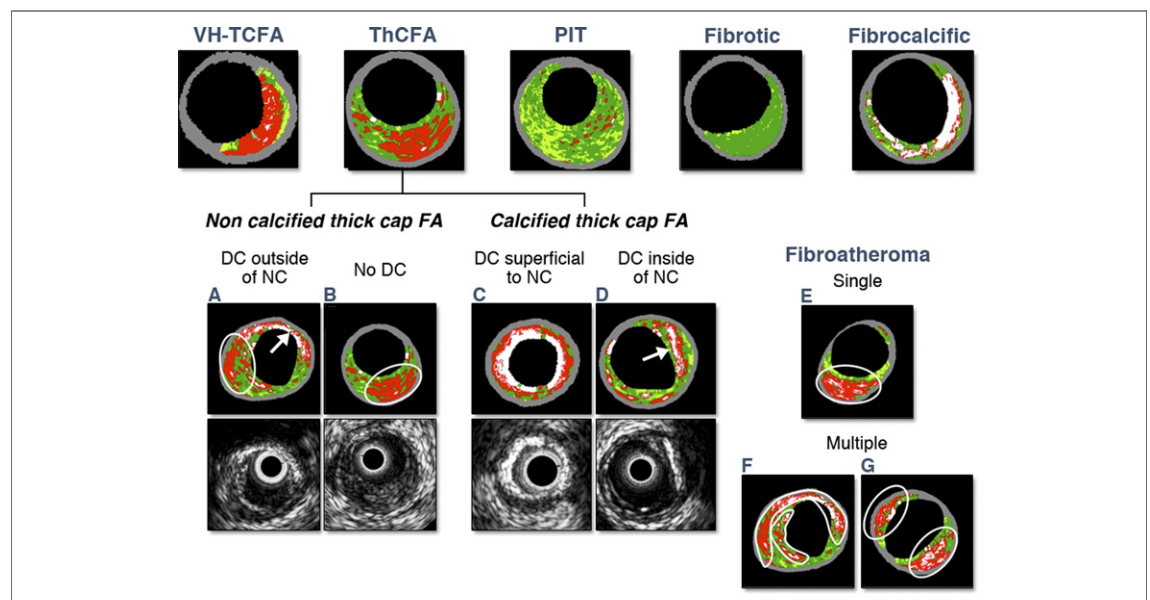 VH-TCFA
ThCFA
PIT
Fibrotic
Fibrocalcific
Non calcified thick cap FA
Calcified thick cap FA
DC outside
of NC
No DC
DC superficial
to NC
DC inside
of NC
Fibroatheroma
Single
A
B
C
D
E
Multiple
F
G